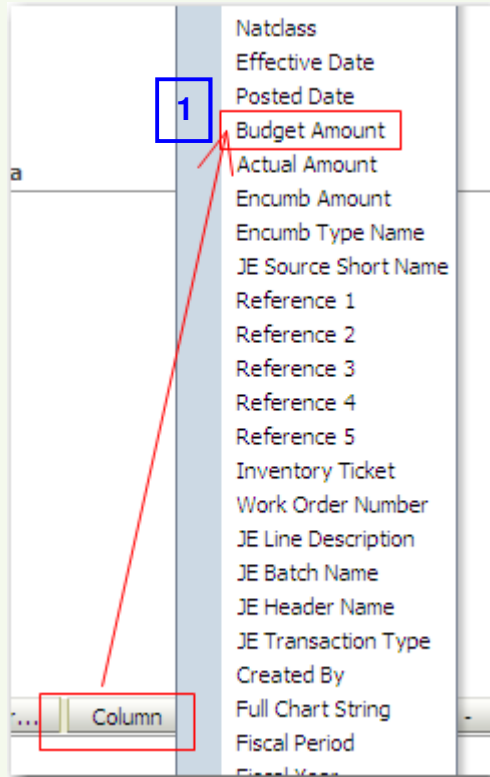 Natclass
Effective Date
Posted Date
1
Budget Amount
Actual Amount
a
Encumb Amount
Encumb Type Name
JE Source Short Name
Reference 1
Reference 2
Reference 3
Reference 4
Reference 5
Inventory Ticket
Work Order Number
JE Line Description
JE Batch Name
JE Header Name
JE Transaction Type
Created By
r... Column Full Chart String -
Fiscal Period
Fiscal Year